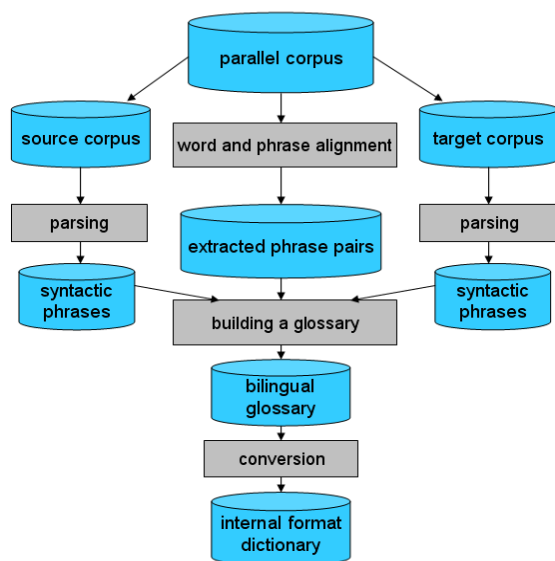 parallel corpus
source corpus
word and phrase alignment
target corpus
parsing
extracted phrase pairs
parsing
syntactic
phrases
building a glossary
syntactic
phrases
bilingual
glossary
conversion
internal format
dictionary